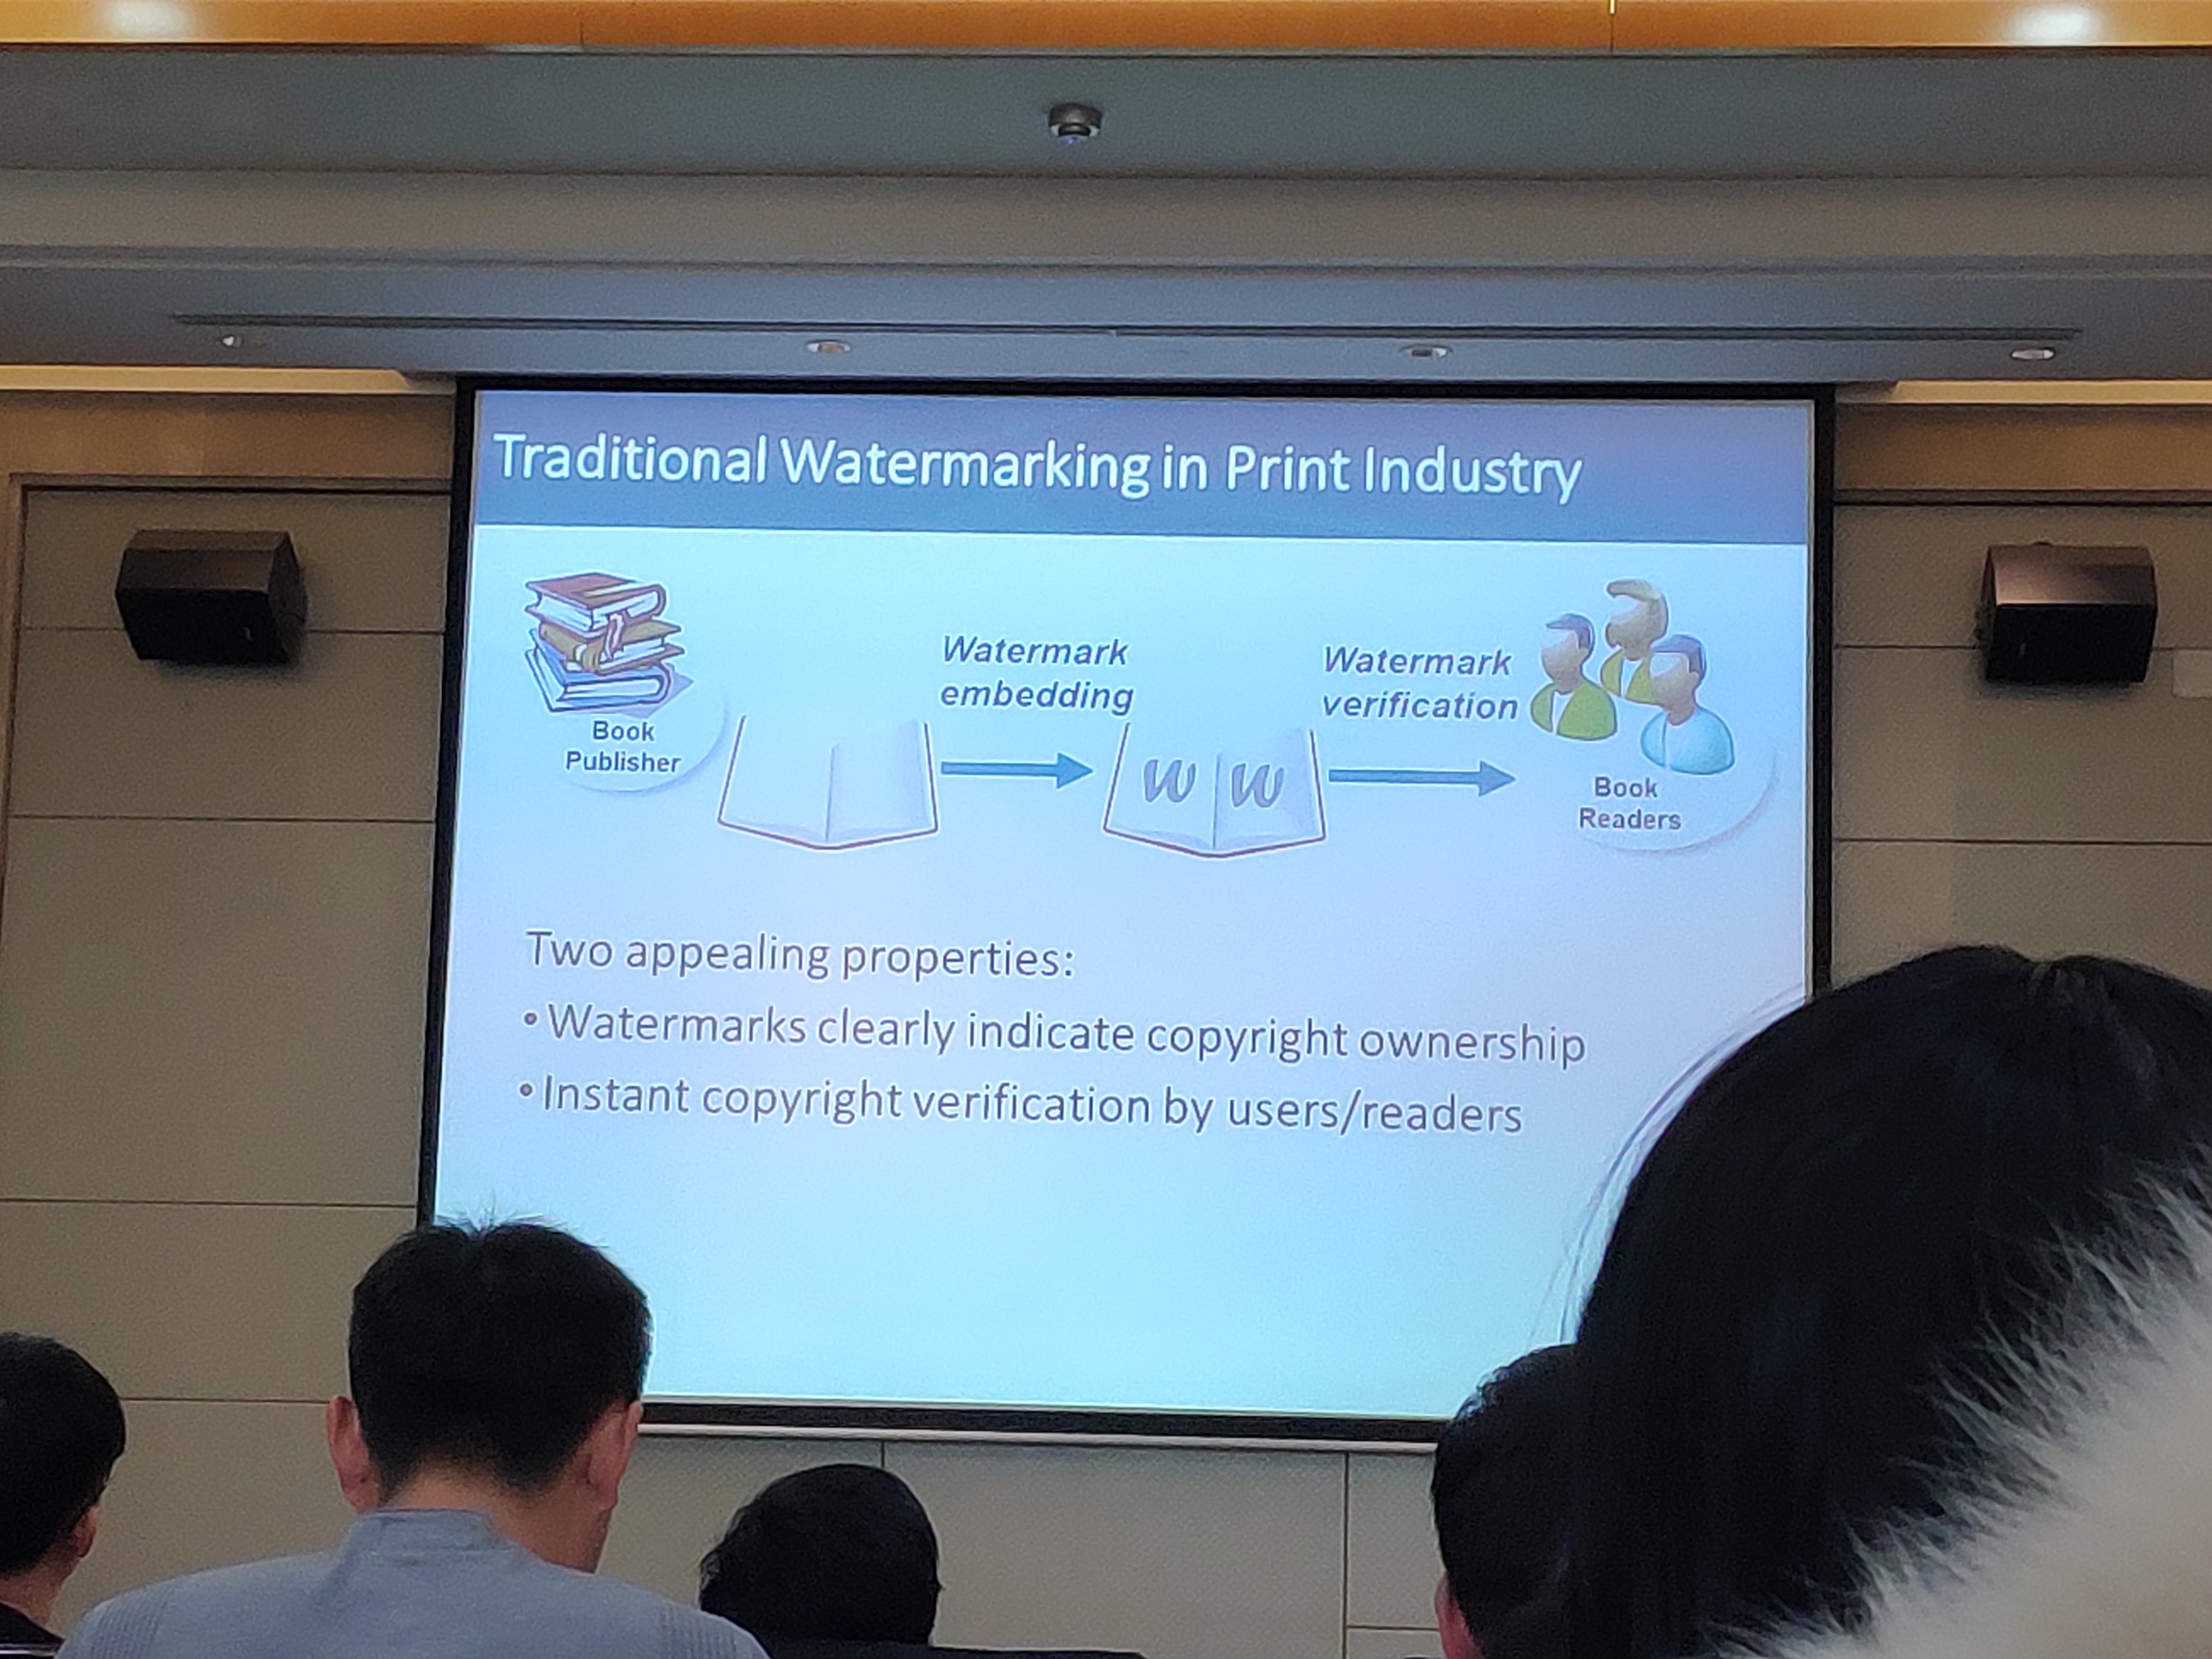 Traditional Watermarking in Print Industry
Book
Publisher
Watermark
embedding
W W
Watermark
verification
Book
Readers
Two appealing properties:
• Watermarks clearly indicate copyright ownership
• Instant copyright verification by users/readers